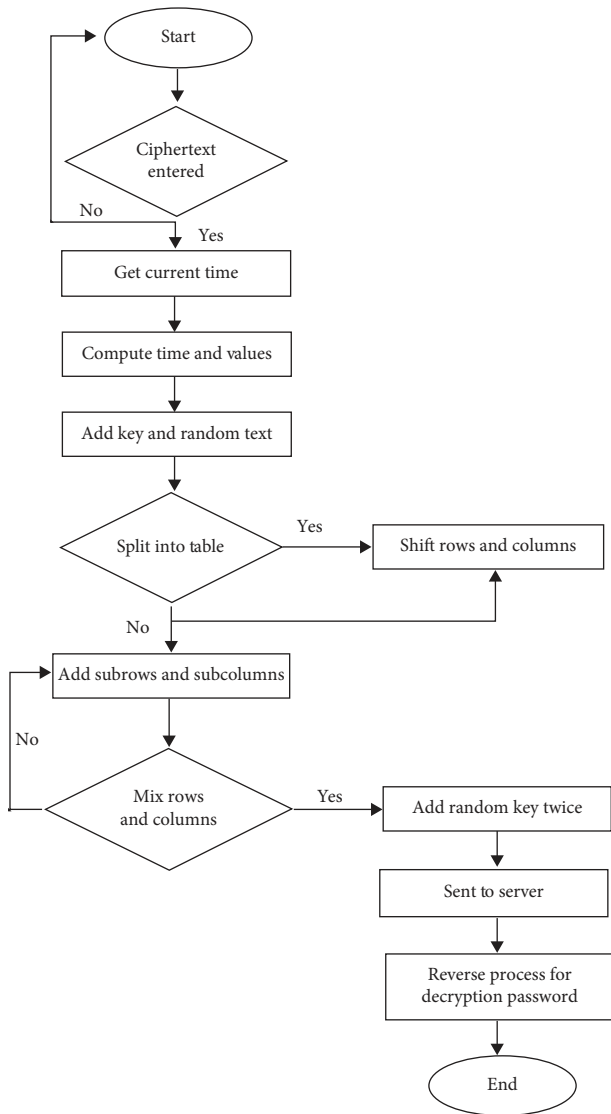 Start
Ciphertext
entered
No
Yes
Get current time
Compute time and values
Add key and random text
Split into table
Yes
Shift rows and columns
No
Add subrows and subcolumns
No
Mix rows
and columns
Yes
Add random key twice
Sent to server
Reverse process for
decryption password
End